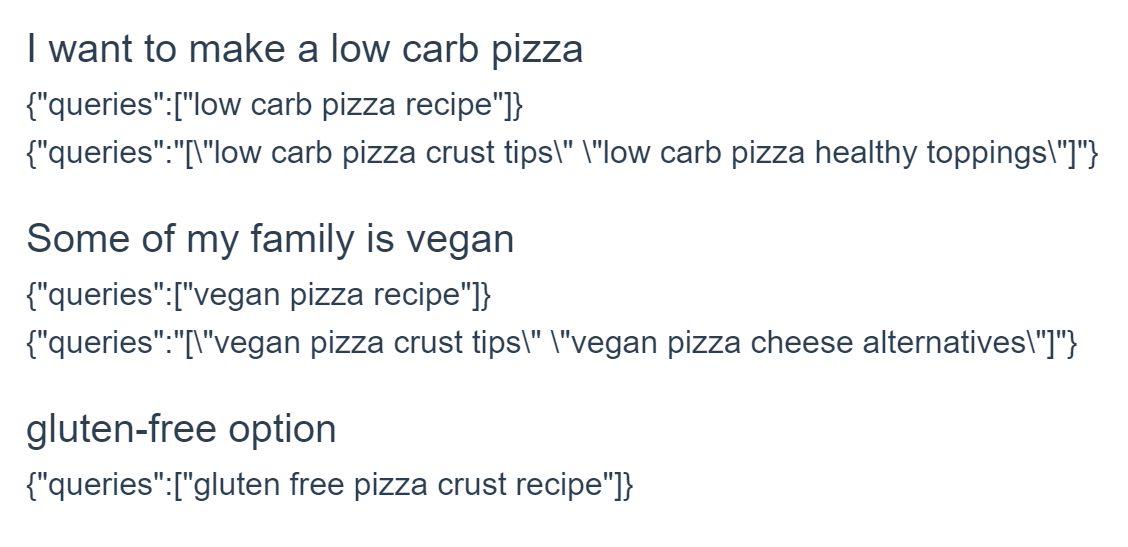 I want to make a low carb pizza
{"queries":["low carb pizza recipe"]}
{"queries":"[\"low carb pizza crust tips\" \"low carb pizza healthy toppings\"]"}
Some of my family is vegan
{"queries":["vegan pizza recipe"]}
{"queries":"[\"vegan pizza crust tips\" \"vegan pizza cheese alternatives\"]"}
gluten-free option
{"queries":["gluten free pizza crust recipe"]}